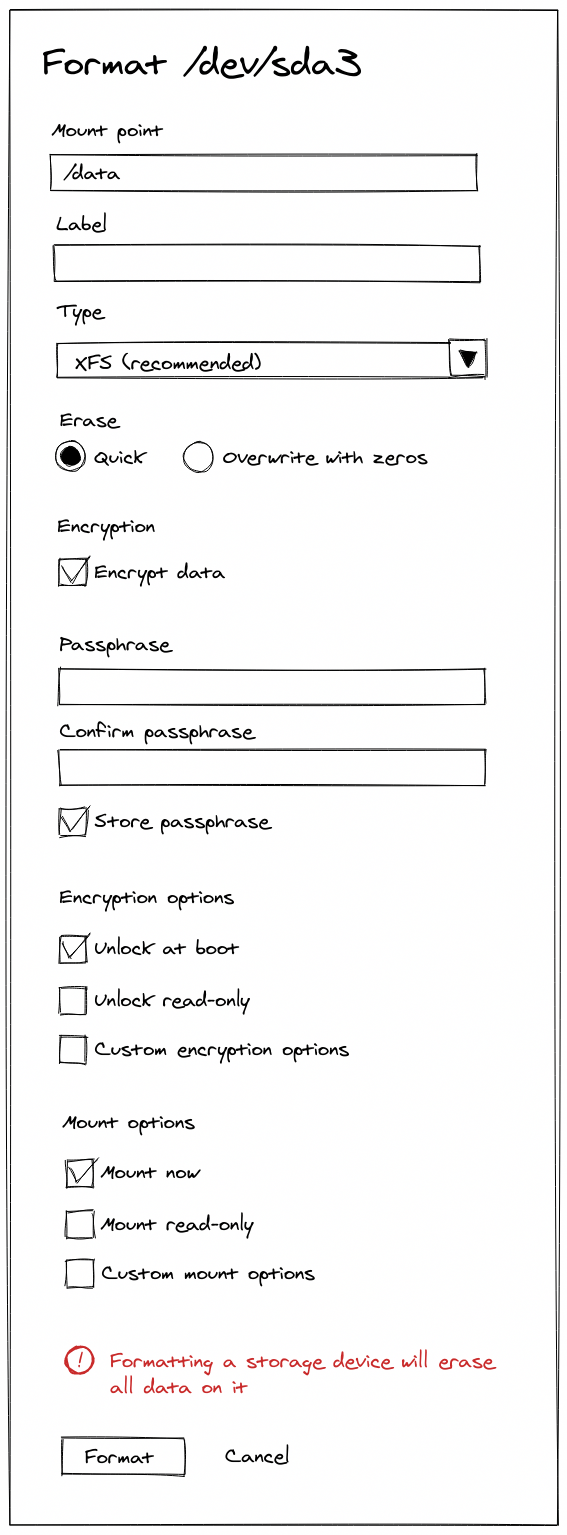 Format /dev/sda3
Mount point
/data
Label
Type
XFS (recommended)
Erase
Quick Overwrite with zeros
Encryption
Encrypt data
Passphrase
Confirm passphrase
Store passphrase
Encryption options
Unlock at boot
Unlock read-only
Custom encryption options
Mount options
Mount now
Mount read-only
Custom mount options
! Formatting a storage device will erase
all data on it
Format Cancel